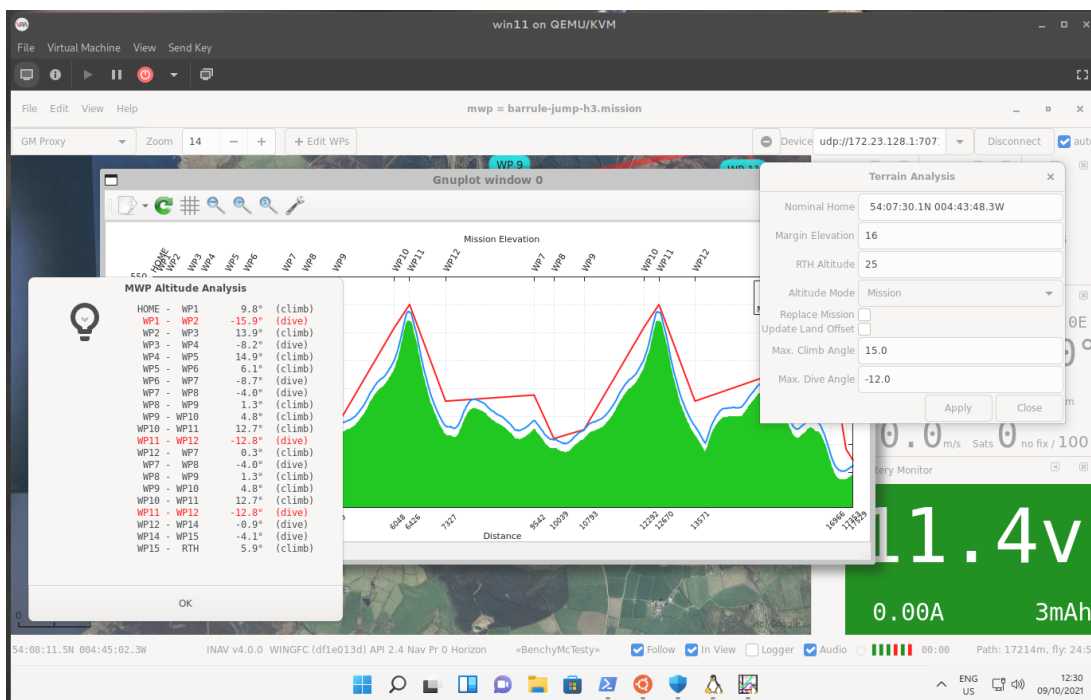 win11 on QEMU/KVM
File Virtual Machine View Send Key
File Edit View Help
mwp = barrule-jump-h3.mission
GM Proxy
Zoom 14 − +
+ Edit WPs
Device udp://172.23.128.1:707
Disconnect
auto
WP 9
WP 11
Gnuplot window 0
Mission Elevation
HOME WP1 WP2 WP3 WP4 WP5 WP6 WP7 WP8 WP9 WP10 WP11 WP12 WP7 WP8 WP9 WP10 WP11 WP12
550
6048 6426 7327 9542 10039 10793 12292 12670 13571 16966 17529
Distance
Terrain Analysis
Nominal Home 54:07:30.1N 004:43:48.3W
Margin Elevation 16
RTH Altitude 25
Altitude Mode Mission
Replace Mission
Update Land Offset
Max. Climb Angle 15.0
Max. Dive Angle -12.0
Apply Close
MWP Altitude Analysis
HOME - WP1 9.8° (climb)
WP1 - WP2 -15.9° (dive)
WP2 - WP3 13.9° (climb)
WP3 - WP4 -8.2° (dive)
WP4 - WP5 14.9° (climb)
WP5 - WP6 6.1° (climb)
WP6 - WP7 -8.7° (dive)
WP7 - WP8 -4.0° (dive)
WP8 - WP9 1.3° (climb)
WP9 - WP10 4.8° (climb)
WP10 - WP11 12.7° (climb)
WP11 - WP12 -12.8° (dive)
WP12 - WP7 0.3° (climb)
WP7 - WP8 -4.0° (dive)
WP8 - WP9 1.3° (climb)
WP9 - WP10 4.8° (climb)
WP10 - WP11 12.7° (climb)
WP11 - WP12 -12.8° (dive)
WP12 - WP14 -0.9° (dive)
WP14 - WP15 -4.1° (dive)
WP15 - RTH 5.9° (climb)
OK
0E
0°
m
0.0 m/s Sats 0 no fix / 100
tery Monitor
11.4v
0.00A 3mAh
0
54:08:11.5N 004:45:02.3W
INAV v4.0.0 WINGFC (df1e013d) API 2.4 Nav Pr 0 Horizon
«BenchyMcTesty»
Follow In View Logger Audio
00:00
Path: 17214m, fly: 24:5
ENG
US
12:30
09/10/2021